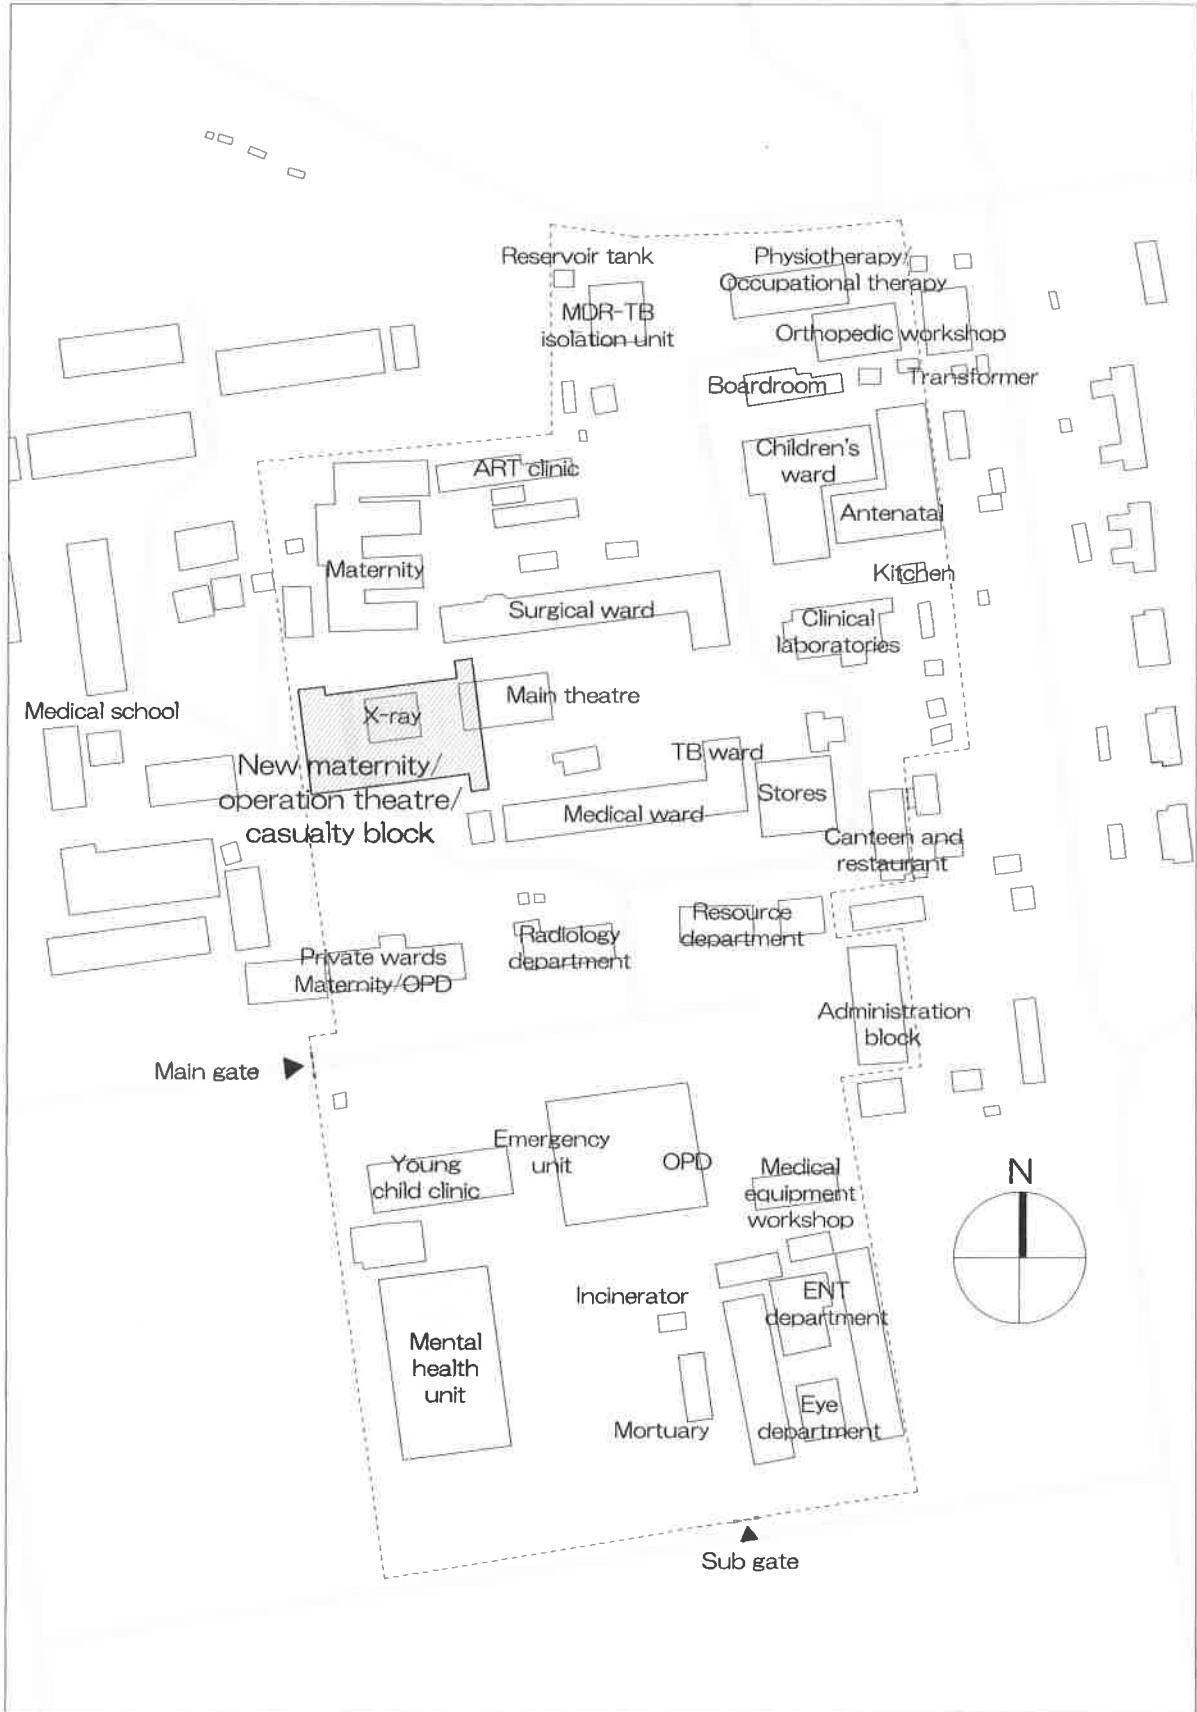 Reservoir tank
Physiotherapy/
Occupational therapy
MDR-TB
isolation unit
Orthopedic workshop
Boardroom
Transformer
ART clinic
Children's
ward
Antenatal
Maternity
Kitchen
Surgical ward
Clinical
laboratories
Main theatre
X-ray
Medical school
New maternity/
operation theatre/
casualty block
TB ward
Stores
Medical ward
Canteen and
restaurant
Resource
department
Radiology
department
Private wards
Maternity/OPD
Administration
block
Main gate
Emergency
unit
OPD
Young
child clinic
Medical
equipment
workshop
N
Incinerator
ENT
department
Mental
health
unit
Eye
department
Mortuary
Sub gate